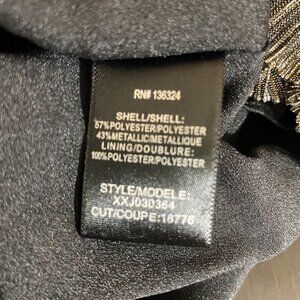 RN# 136324
SHELL/SHELL:
57%POLYESTER/POLYESTER
43%METALLIC/METALLIQUE
LINING/DOUBLURE:
100%POLYESTER/POLYESTER
STYLE/MODELE:
XXJ030364
CUT/COUPE:18776